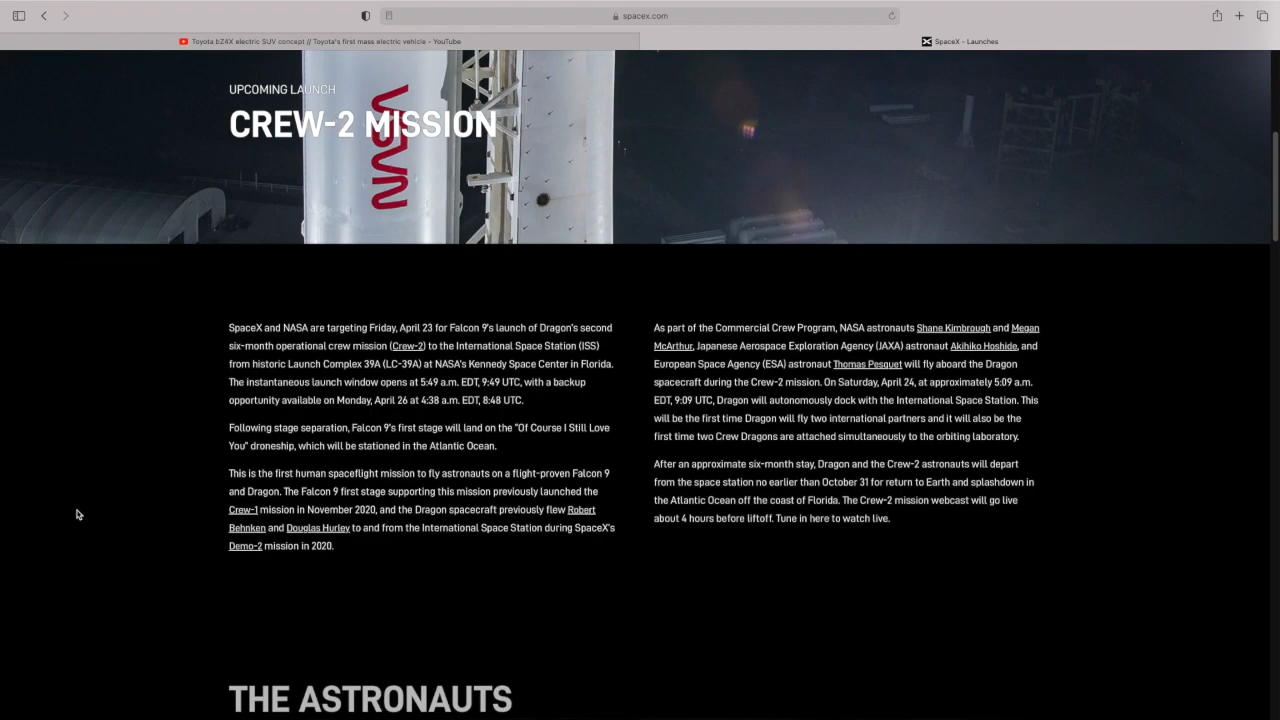 spacex.com
Toyota bZ4X electric SUV concept // Toyota's first mass electric vehicle - YouTube
SpaceX - Launches
UPCOMING LAUNCH
CREW-2 MISSION
NASA
SpaceX and NASA are targeting Friday, April 23 for Falcon 9's launch of Dragon's second
six-month operational crew mission (Crew-2) to the International Space Station (ISS)
from historic Launch Complex 39A (LC-39A) at NASA's Kennedy Space Center in Florida.
The instantaneous launch window opens at 5:49 a.m. EDT, 9:49 UTC, with a backup
opportunity available on Monday, April 26 at 4:38 a.m. EDT, 8:48 UTC.
Following stage separation, Falcon 9's first stage will land on the "Of Course I Still Love
You" droneship, which will be stationed in the Atlantic Ocean.
This is the first human spaceflight mission to fly astronauts on a flight-proven Falcon 9
and Dragon. The Falcon 9 first stage supporting this mission previously launched the
Crew-1 mission in November 2020, and the Dragon spacecraft previously flew Robert
Behnken and Douglas Hurley to and from the International Space Station during SpaceX's
Demo-2 mission in 2020.
As part of the Commercial Crew Program, NASA astronauts Shane Kimbrough and Megan
McArthur, Japanese Aerospace Exploration Agency (JAXA) astronaut Akihiko Hoshide, and
European Space Agency (ESA) astronaut Thomas Pesquet will fly aboard the Dragon
spacecraft during the Crew-2 mission. On Saturday, April 24, at approximately 5:09 a.m.
EDT, 9:09 UTC, Dragon will autonomously dock with the International Space Station. This
will be the first time Dragon will fly two international partners and it will also be the
first time two Crew Dragons are attached simultaneously to the orbiting laboratory.
After an approximate six-month stay, Dragon and the Crew-2 astronauts will depart
from the space station no earlier than October 31 for return to Earth and splashdown in
the Atlantic Ocean off the coast of Florida. The Crew-2 mission webcast will go live
about 4 hours before liftoff. Tune in here to watch live.
THE ASTRONAUTS